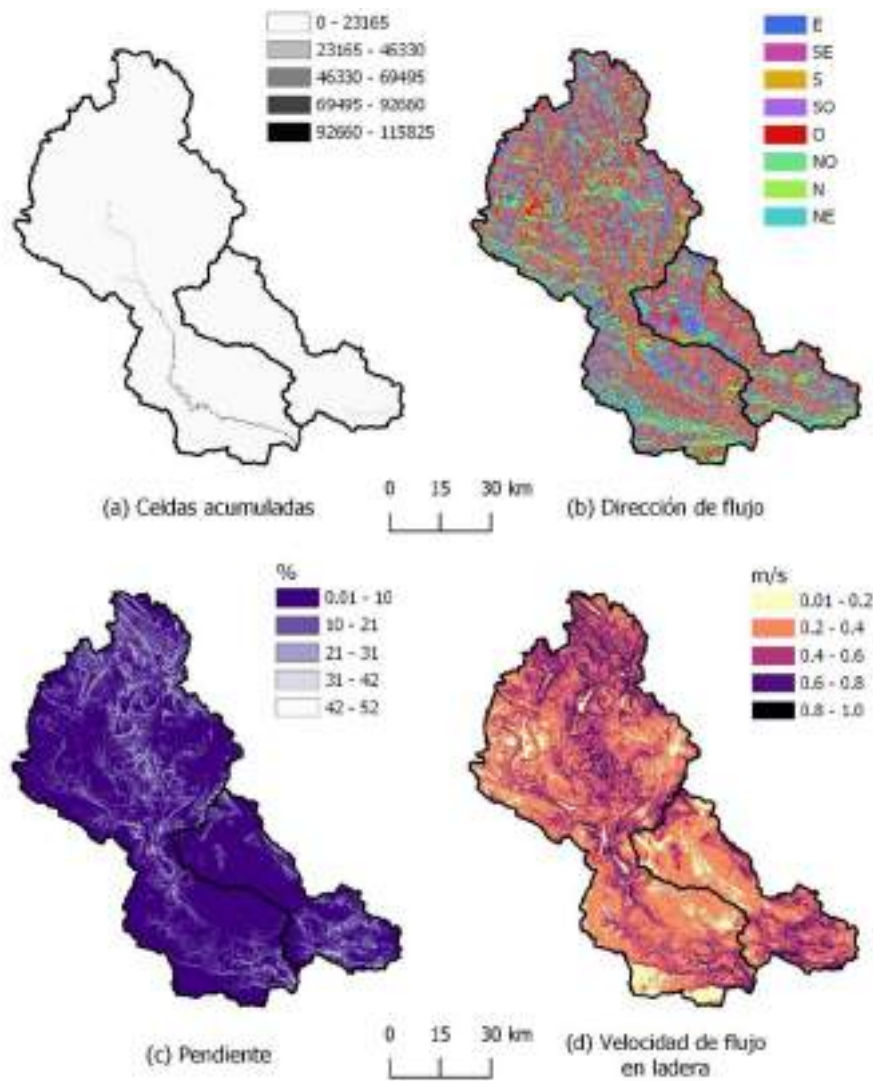 0 - 23165
23165 - 46330
46330 - 69495
69495 - 92660
92660 - 115825
E
SE
S
SO
O
NO
N
NE
(a) Celdas acumuladas
0 15 30 km
(b) Dirección de flujo
%
0.01 - 10
10 - 21
21 - 31
31 - 42
42 - 52
m/s
0.01 - 0.2
0.2 - 0.4
0.4 - 0.6
0.6 - 0.8
0.8 - 1.0
(c) Pendiente
0 15 30 km
(d) Velocidad de flujo
en ladera